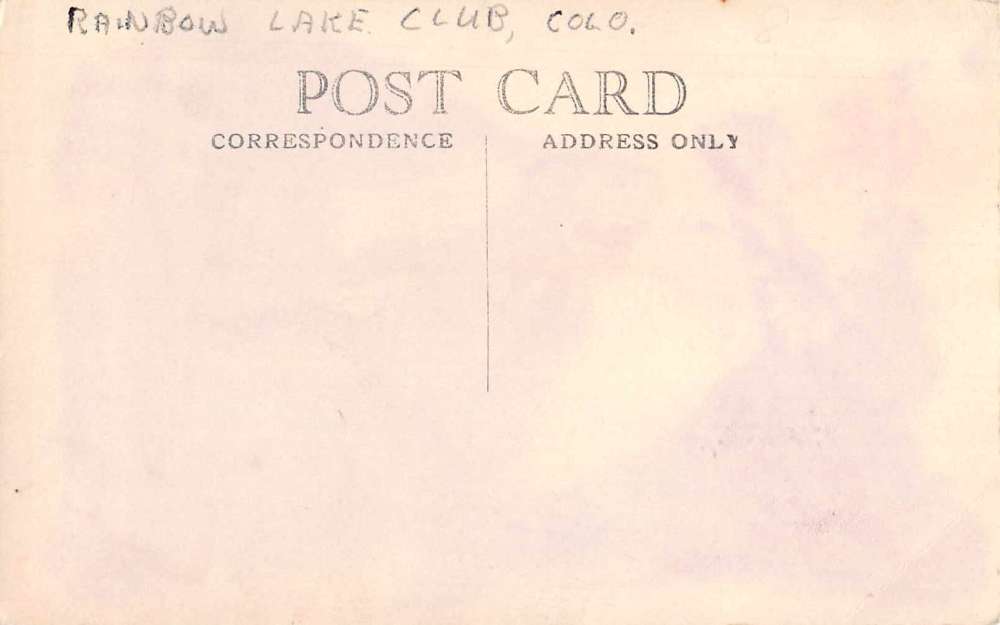 RAINBOW LAKE CLUB, COLO.
POST CARD
CORRESPONDENCE
ADDRESS ONLY